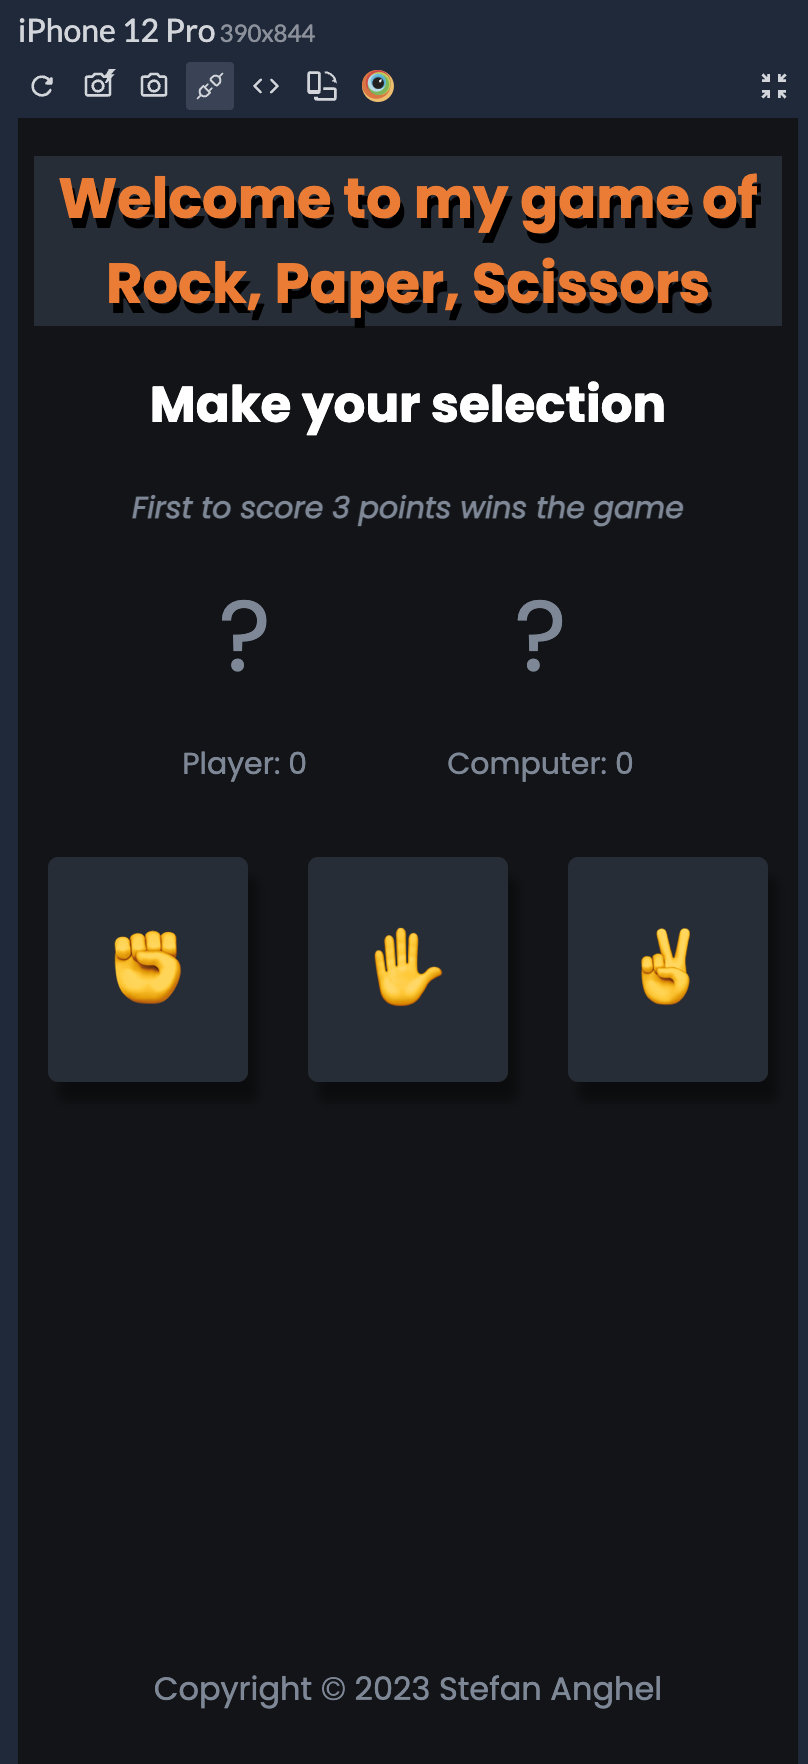 iPhone 12 Pro 390x844
Welcome to my game of
Rock, Paper, Scissors
Make your selection
First to score 3 points wins the game
? ?
Player: 0 Computer: 0
Copyright © 2023 Stefan Anghel